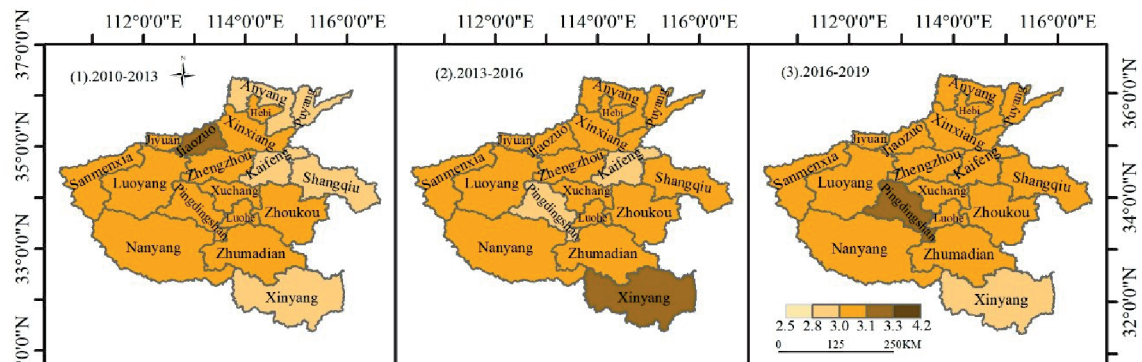 112°0'0"E 114°0'0"E 116°0'0"E 112°0'0"E 114°0'0"E 116°0'0"E 112°0'0"E 114°0'0"E 116°0'0"E
37°0'0"N
35°0'0"N
33°0'0"N
0'0"N
(1).2010-2013
N
Anyang
Puyang
Hebi
Jiyuan
Jiaozuo
Xinxiang
Sanmenxia
Zhengzhou
Kaifeng
Luoyang
Shangqiu
Xuchang
Pingdingshan
Luohe
Zhoukou
Nanyang
Zhumadian
Xinyang
(2).2013-2016
Anyang
Puyang
Hebi
Jiyuan
Jiaozuo
Xinxiang
Sanmenxia
Zhengzhou
Kaifeng
Luoyang
Shangqiu
Xuchang
Pingdingshan
Luohe
Zhoukou
Nanyang
Zhumadian
Xinyang
(3).2016-2019
Anyang
Puyang
Hebi
Jiyuan
Jiaozuo
Xinxiang
Sanmenxia
Zhengzhou
Kaifeng
Luoyang
Shangqiu
Xuchang
Pingdingshan
Luohe
Zhoukou
Nanyang
Zhumadian
Xinyang
2.5 2.8 3.0 3.1 3.3 4.2
0 125 250KM
36°0'0"N
34°0'0"N
32°0'0"N